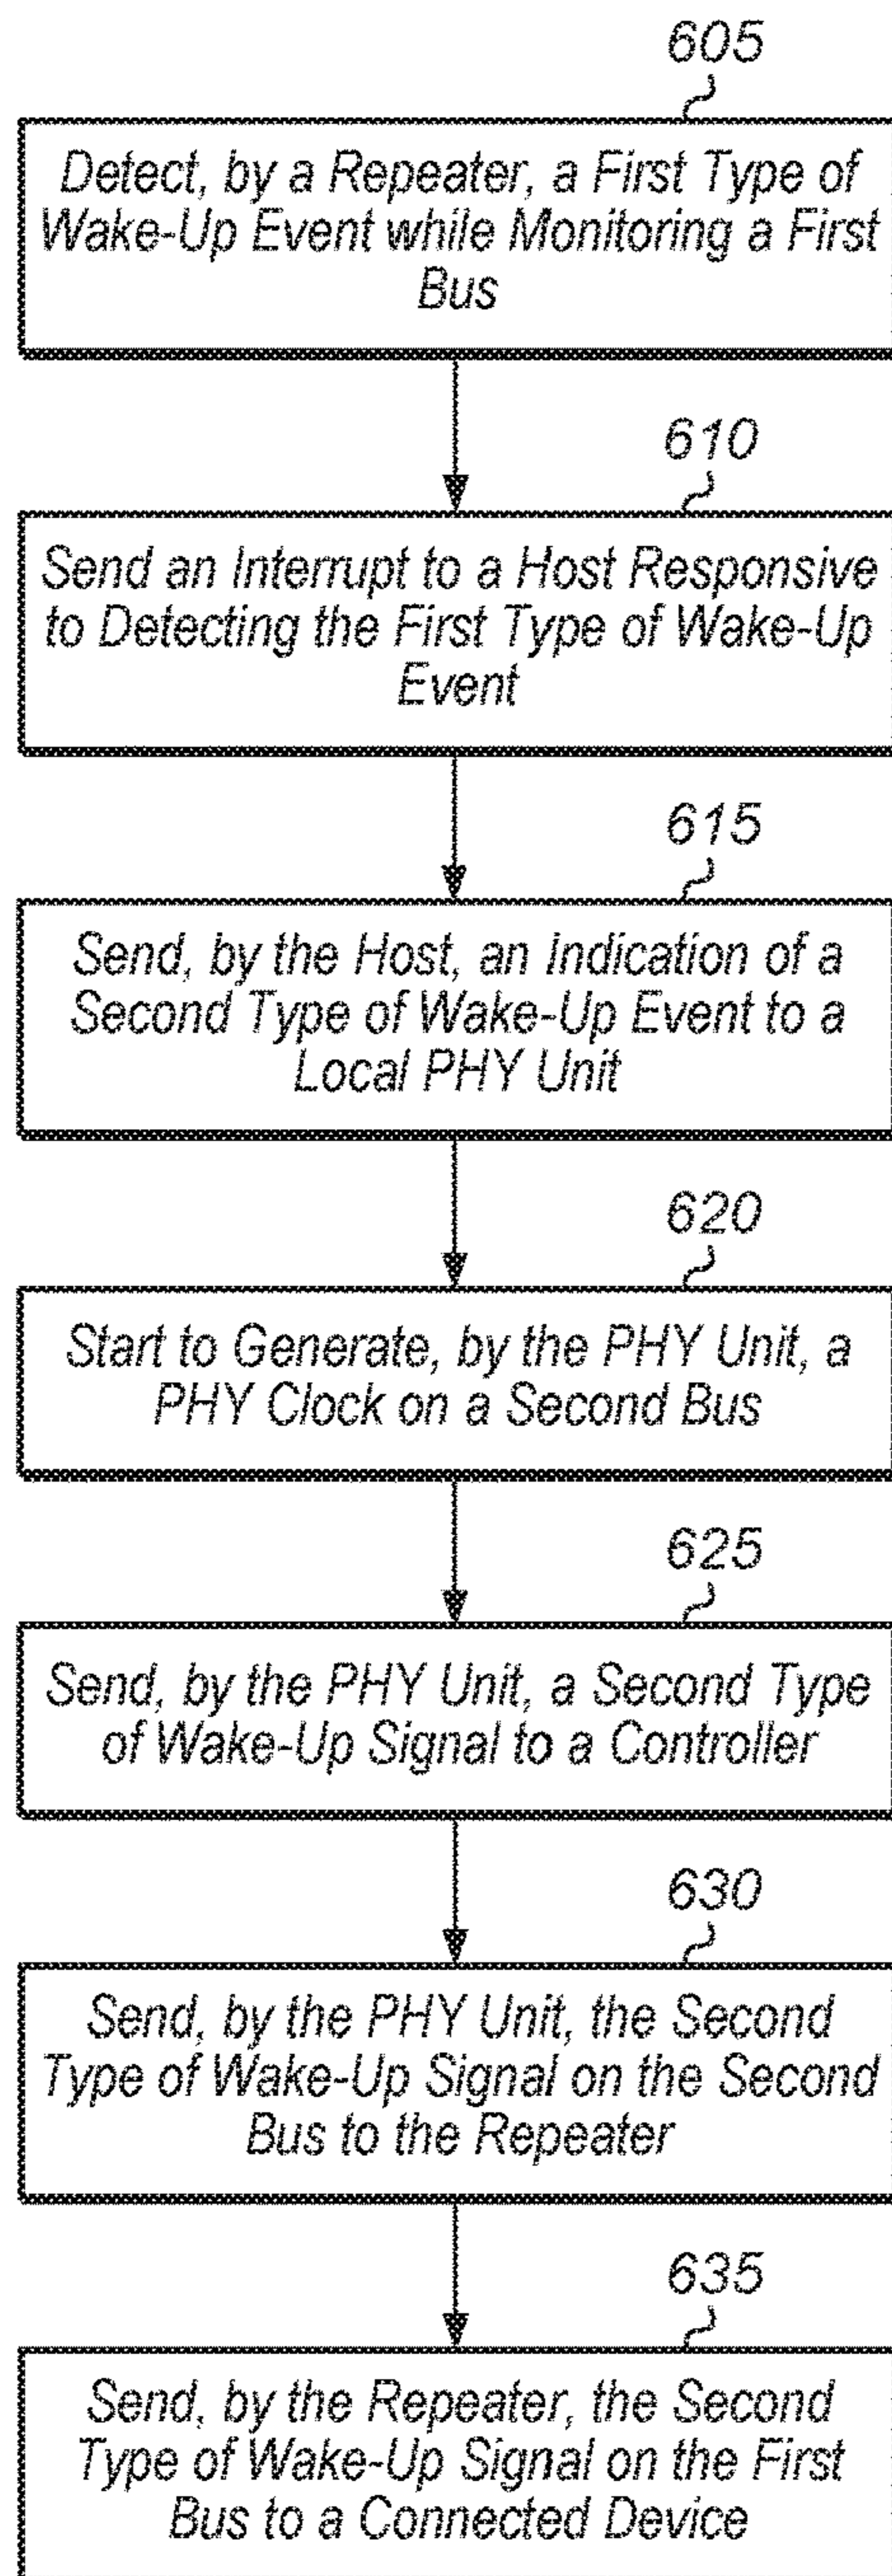 605
Detect, by a Repeater, a First Type of
Wake-Up Event while Monitoring a First
Bus
610
Send an Interrupt to a Host Responsive
to Detecting the First Type of Wake-Up
Event
615
Send, by the Host, an Indication of a
Second Type of Wake-Up Event to a
Local PHY Unit
620
Start to Generate, by the PHY Unit, a
PHY Clock on a Second Bus
625
Send, by the PHY Unit, a Second Type
of Wake-Up Signal to a Controller
630
Send, by the PHY Unit, the Second
Type of Wake-Up Signal on the Second
Bus to the Repeater
635
Send, by the Repeater, the Second
Type of Wake-Up Signal on the First
Bus to a Connected Device